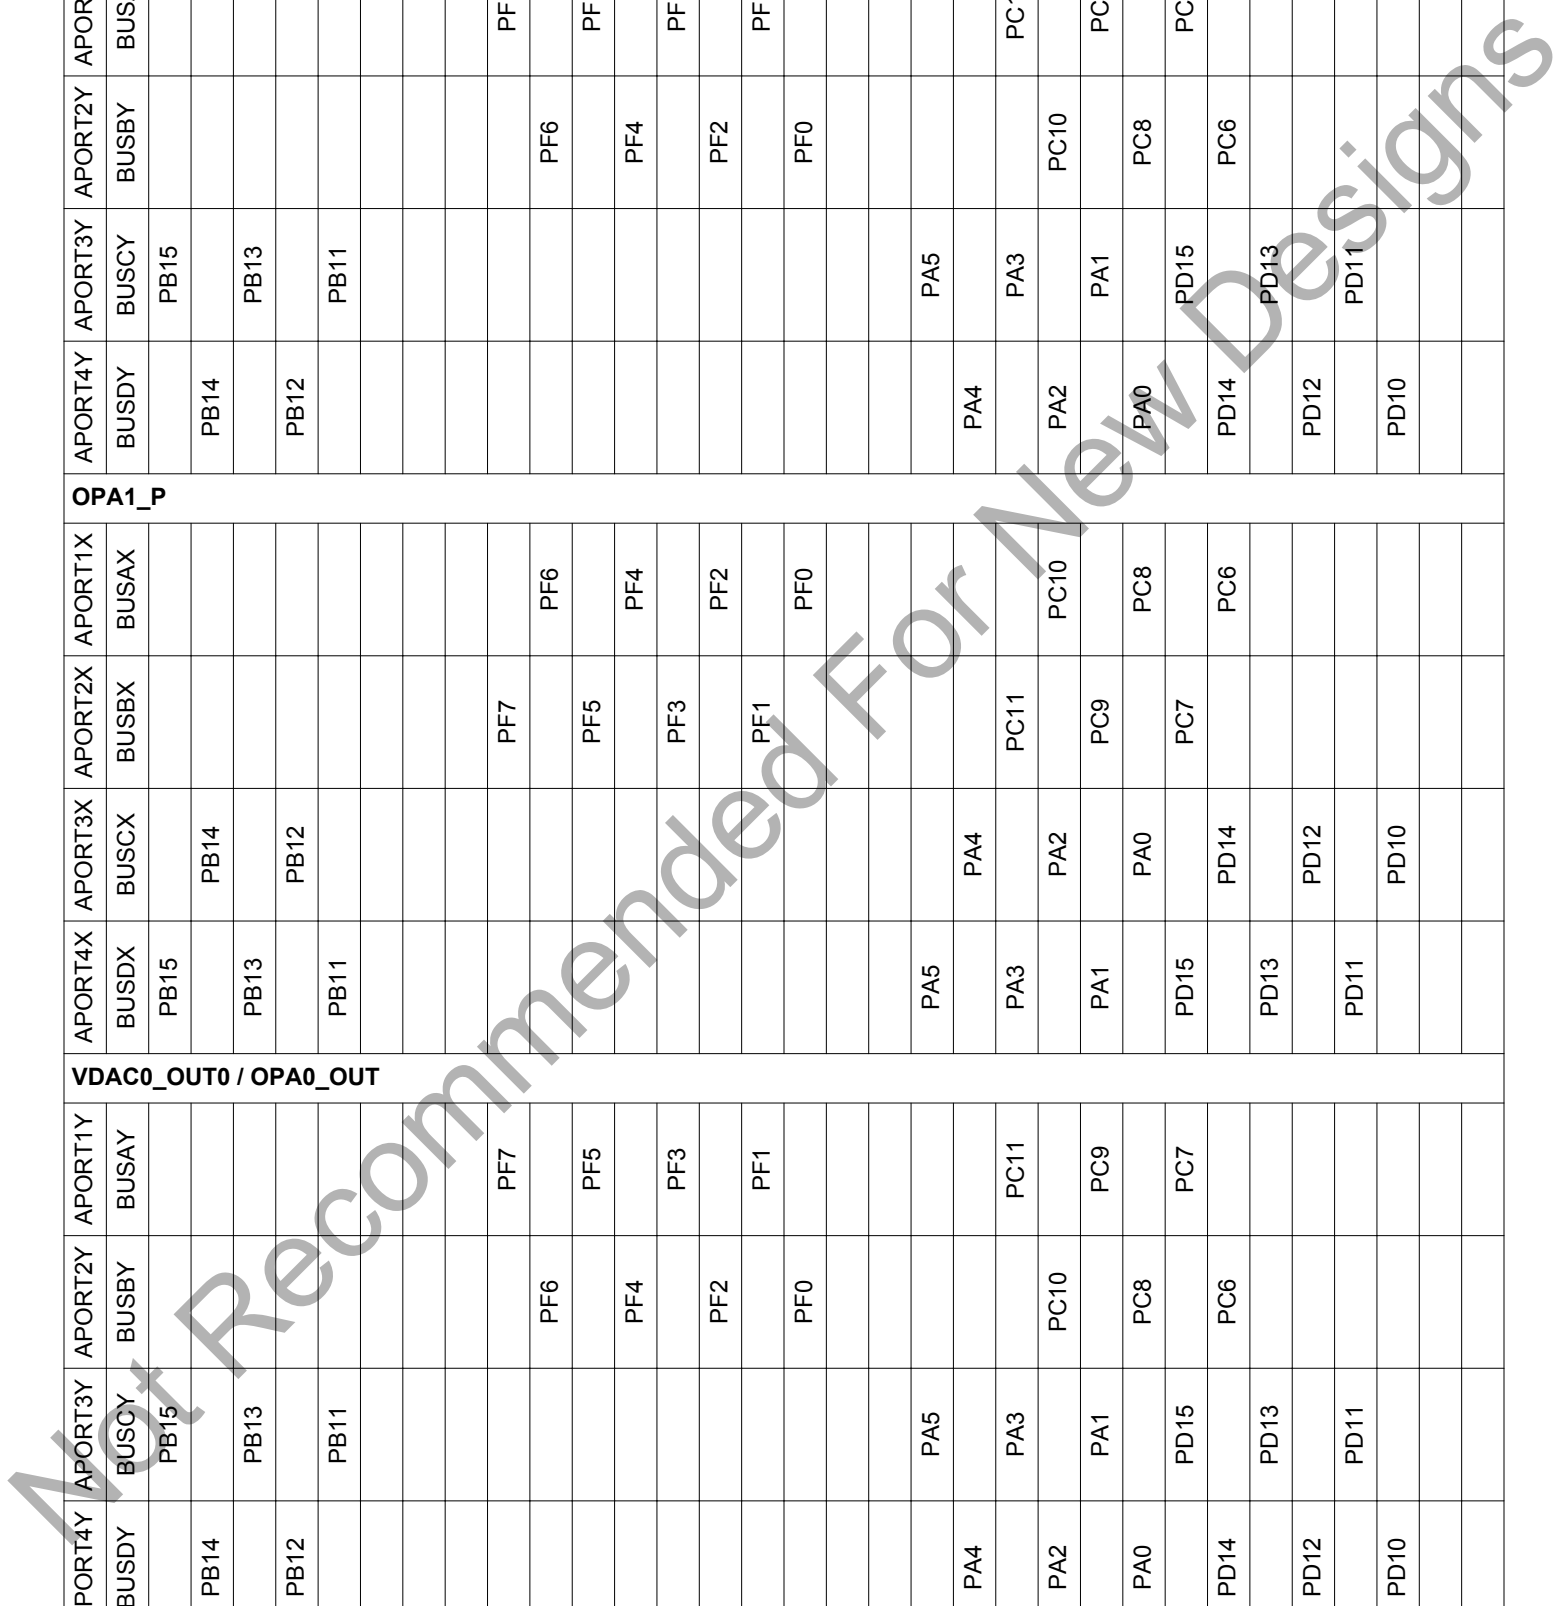 APORT2Y BUSBY PF6 PF4 PF2 PF0 PC10 PC8 PC6
APORT3Y BUSCY PB15 PB13 PB11 PA5 PA3 PA1 PD15 PD13 PD11
APORT4Y BUSDY PB14 PB12 PA4 PA2 PA0 PD14 PD12 PD10
OPA1_P
APORT1X BUSAX PF6 PF4 PF2 PF0 PC10 PC8 PC6
APORT2X BUSBX PF7 PF5 PF3 PF1 PC11 PC9 PC7
APORT3X BUSCX PB14 PB12 PA4 PA2 PA0 PD14 PD12 PD10
APORT4X BUSDX PB15 PB13 PB11 PA5 PA3 PA1 PD15 PD13 PD11
VDAC0_OUT0 / OPA0_OUT
APORT1Y BUSAY PF7 PF5 PF3 PF1 PC11 PC9 PC7
APORT2Y BUSBY PF6 PF4 PF2 PF0 PC10 PC8 PC6
APORT3Y BUSCY PB15 PB13 PB11 PA5 PA3 PA1 PD15 PD13 PD11
PORT4Y BUSDY PB14 PB12 PA4 PA2 PA0 PD14 PD12 PD10
Not Recommended For New Designs